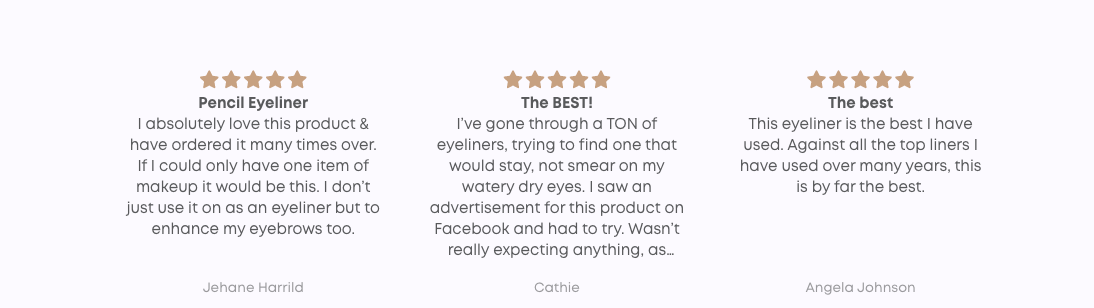 Pencil Eyeliner
I absolutely love this product &
have ordered it many times over.
If I could only have one item of
makeup it would be this. I don't
just use it on as an eyeliner but to
enhance my eyebrows too.
Jehane Harrild
The BEST!
I've gone through a TON of
eyeliners, trying to find one that
would stay, not smear on my
watery dry eyes. I saw an
advertisement for this product on
Facebook and had to try. Wasn't
really expecting anything, as…
Cathie
The best
This eyeliner is the best I have
used. Against all the top liners I
have used over many years, this
is by far the best.
Angela Johnson